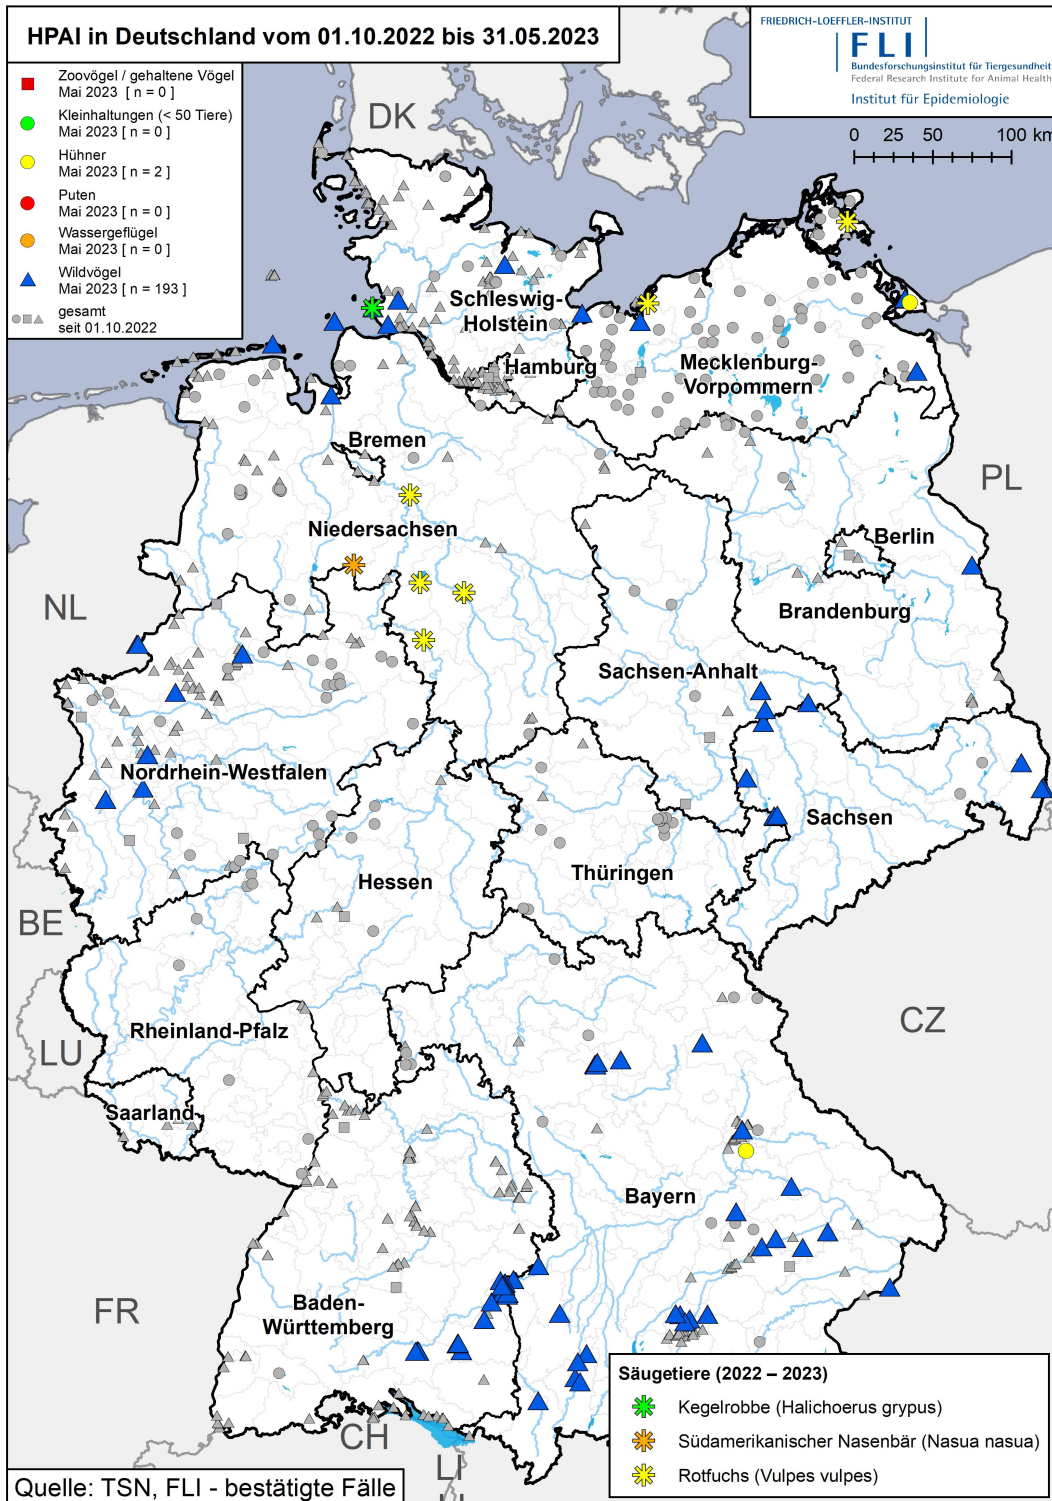 HPAI in Deutschland vom 01.10.2022 bis 31.05.2023
FRIEDRICH-LOEFFLER-INSTITUT
FLI
Bundesforschungsinstitut für Tiergesundheit
Federal Research Institute for Animal Health
Institut für Epidemiologie
0 25 50 100 km
Zoovögel / gehaltene Vögel
Mai 2023 [ n = 0 ]
Kleinhaltungen (< 50 Tiere)
Mai 2023 [ n = 0 ]
Hühner
Mai 2023 [ n = 2 ]
Puten
Mai 2023 [ n = 0 ]
Wassergeflügel
Mai 2023 [ n = 0 ]
Wildvögel
Mai 2023 [ n = 193 ]
gesamt
seit 01.10.2022
DK
Schleswig-
Holstein
Hamburg
Mecklenburg-
Vorpommern
Bremen
PL
Niedersachsen
Berlin
NL
Brandenburg
Sachsen-Anhalt
Nordrhein-Westfalen
Sachsen
Hessen
Thüringen
BE
CZ
Rheinland-Pfalz
LU
Saarland
Bayern
FR
Baden-
Württemberg
CH
LI
Säugetiere (2022 – 2023)
Kegelrobbe (Halichoerus grypus)
Südamerikanischer Nasenbär (Nasua nasua)
Rotfuchs (Vulpes vulpes)
Quelle: TSN, FLI - bestätigte Fälle